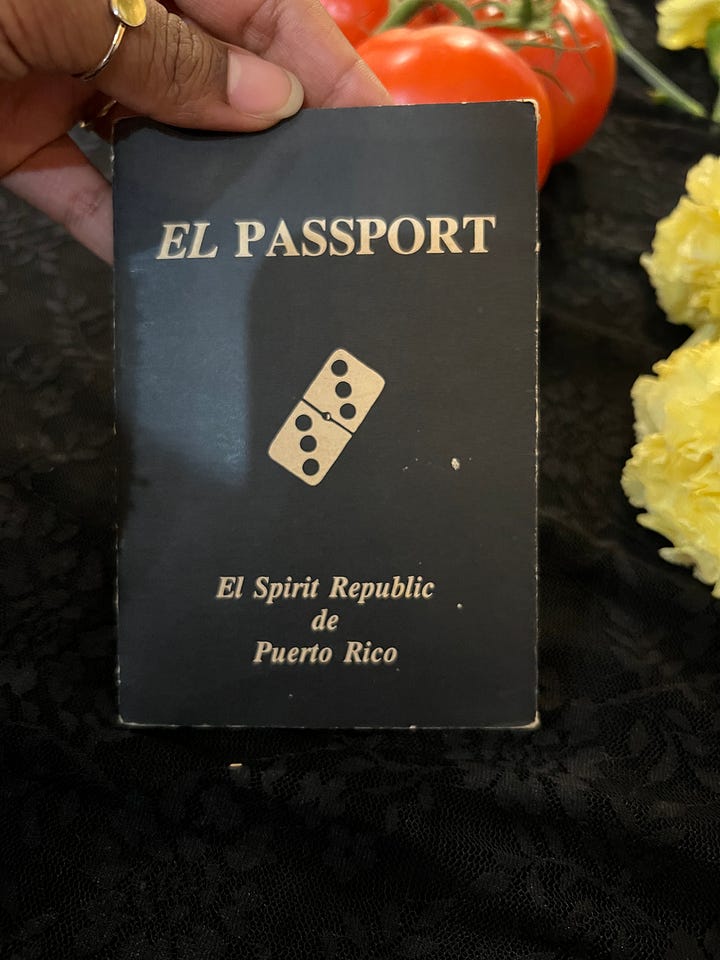 EL PASSPORT
El Spirit Republic
de
Puerto Rico